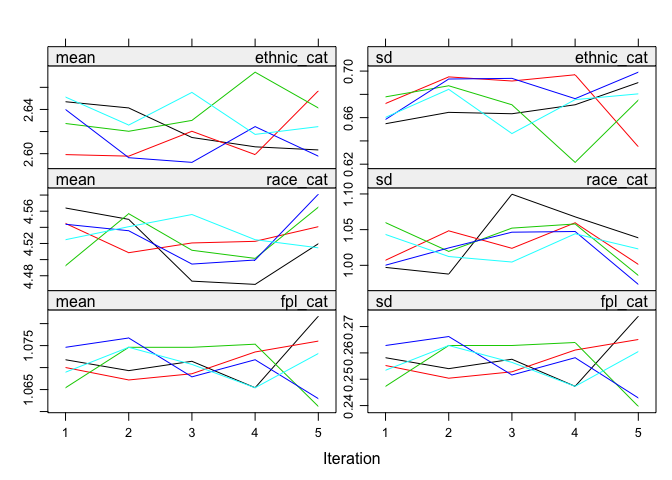 mean ethnic_cat
sd ethnic_cat
2.60 2.64
0.62 0.66 0.70
mean race_cat
sd race_cat
4.48 4.52 4.56
1.00 1.05 1.10
mean fpl_cat
sd fpl_cat
1.065 1.075
0.24 0.25 0.26 0.27
1 2 3 4 5
1 2 3 4 5
Iteration